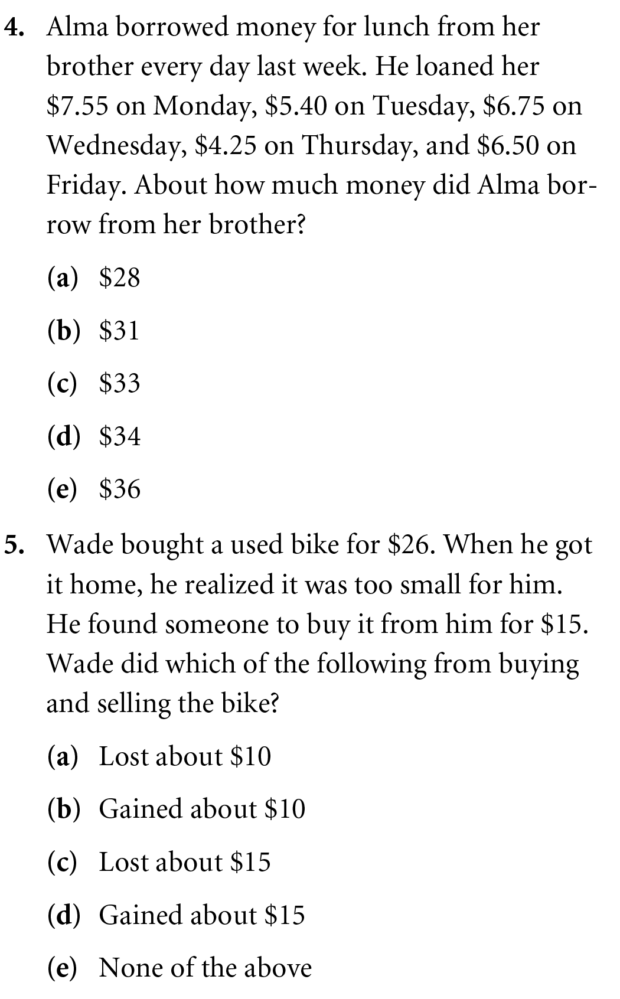 4. Alma borrowed money for lunch from her
brother every day last week. He loaned her
$7.55 on Monday, $5.40 on Tuesday, $6.75 on
Wednesday, $4.25 on Thursday, and $6.50 on
Friday. About how much money did Alma bor-
row from her brother?
(a) $28
(b) $31
(c) $33
(d) $34
(e) $36
5. Wade bought a used bike for $26. When he got
it home, he realized it was too small for him.
He found someone to buy it from him for $15.
Wade did which of the following from buying
and selling the bike?
(a) Lost about $10
(b) Gained about $10
(c) Lost about $15
(d) Gained about $15
(e) None of the above